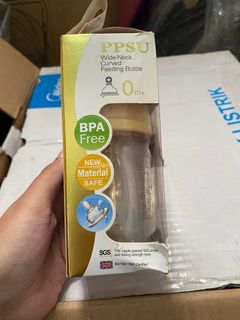 PPSU
Wide-Neck
Curved
Feeding Bottle
0m+
BPA
Free
NEW
Material
SAFE
SGS
LISTRIK